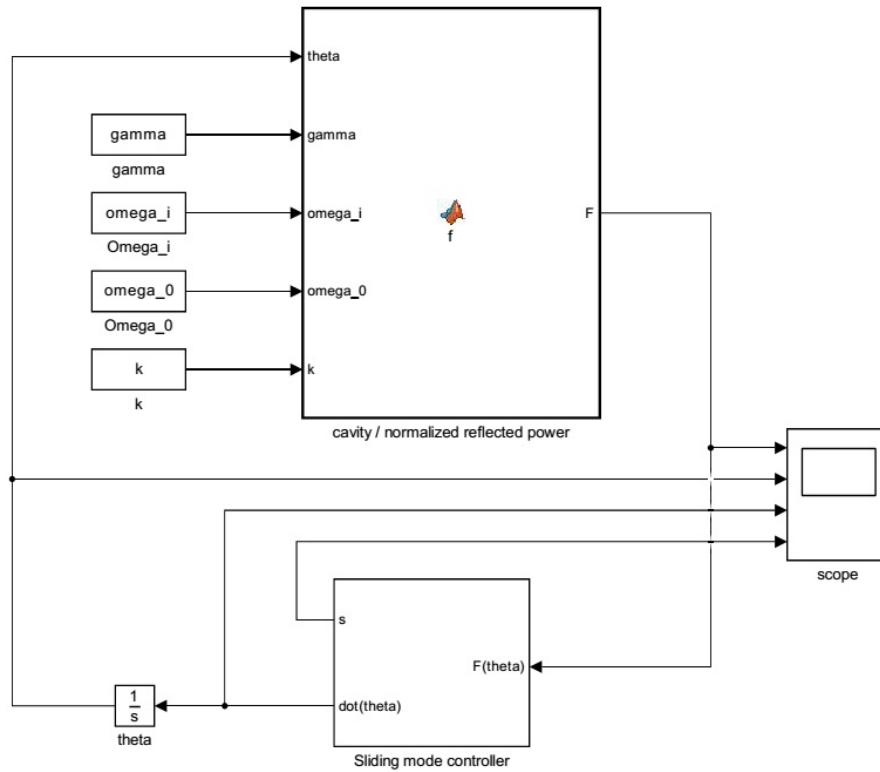 theta
gamma
gamma
gamma
omega_i
Omega_i
omega_i
omega_0
Omega_0
omega_0
k
k
k
f
F
cavity / normalized reflected power
scope
s
F(theta)
dot(theta)
Sliding mode controller
1
s
theta